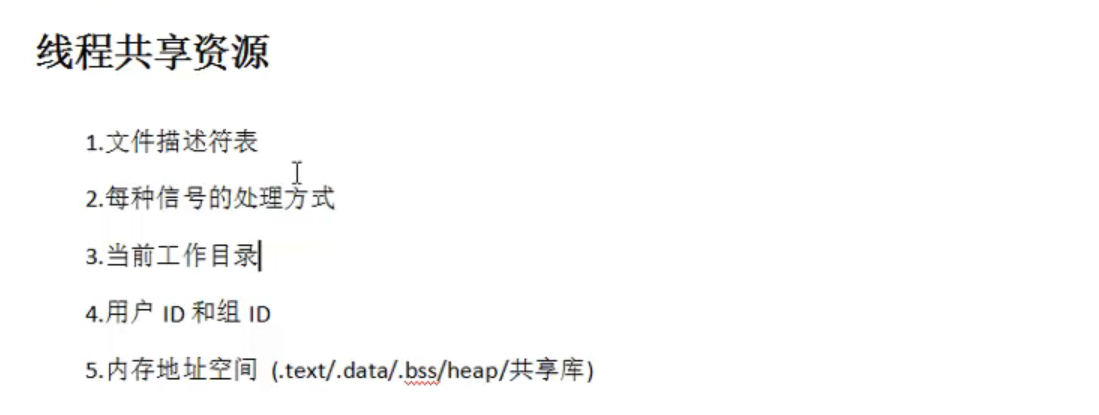 线程共享资源
1.文件描述符表
2.每种信号的处理方式
3.当前工作目录
4.用户 ID 和组 ID
5.内存地址空间 (.text/.data/.bss/heap/共享库)